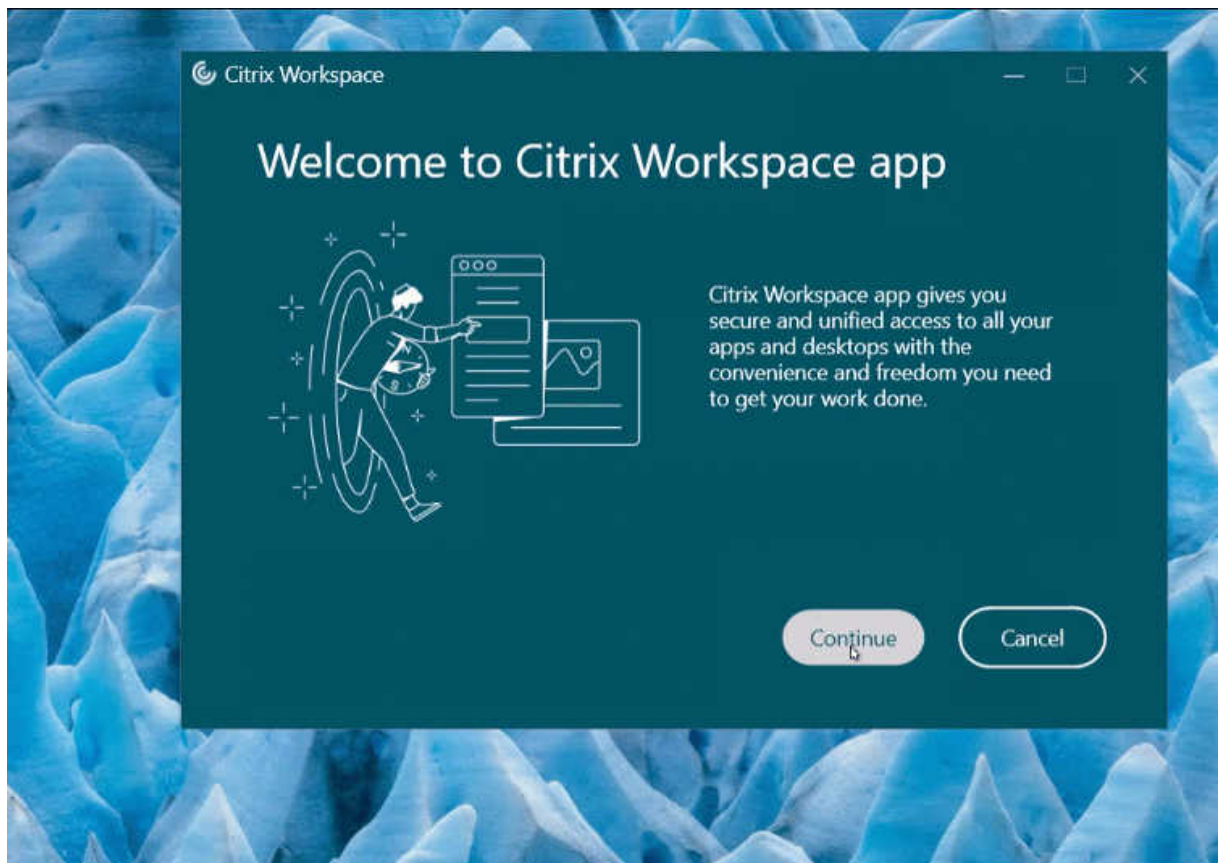 Citrix Workspace
Welcome to Citrix Workspace app
Citrix Workspace app gives you
secure and unified access to all your
apps and desktops with the
convenience and freedom you need
to get your work done.
Continue
Cancel